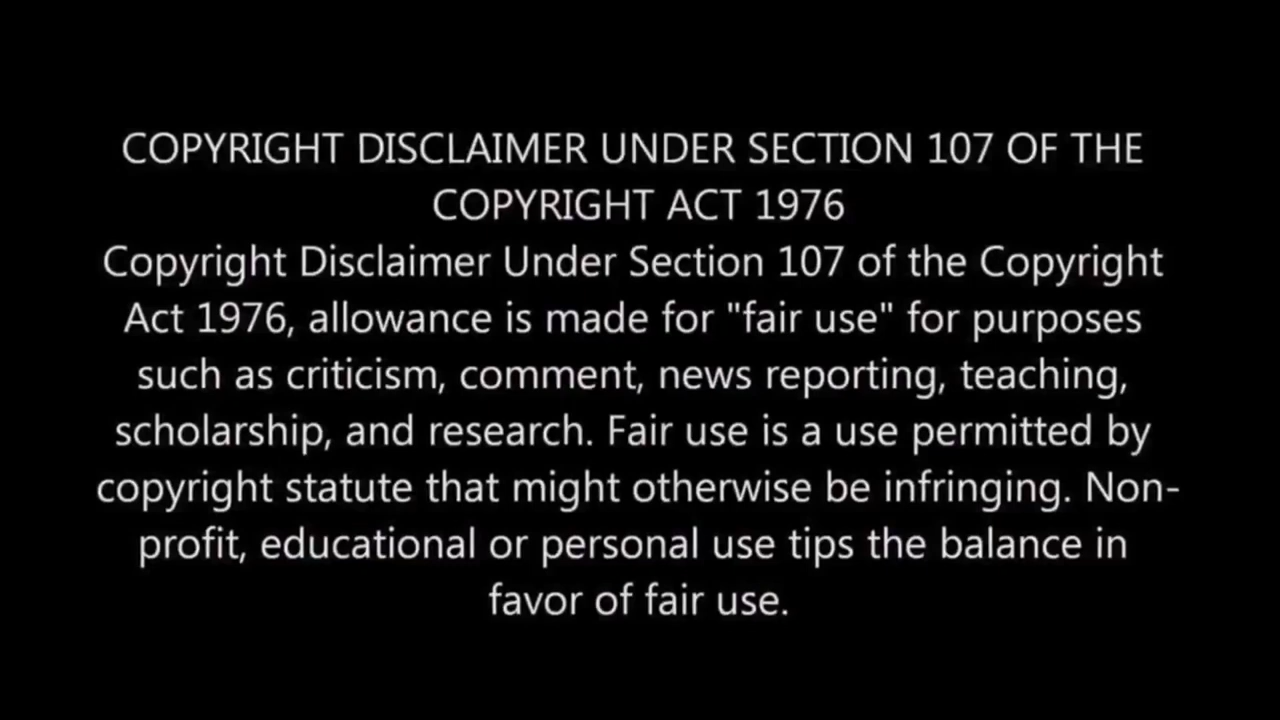 COPYRIGHT DISCLAIMER UNDER SECTION 107 OF THE
COPYRIGHT ACT 1976
Copyright Disclaimer Under Section 107 of the Copyright
Act 1976, allowance is made for "fair use" for purposes
such as criticism, comment, news reporting, teaching,
scholarship, and research. Fair use is a use permitted by
copyright statute that might otherwise be infringing. Non-
profit, educational or personal use tips the balance in
favor of fair use.